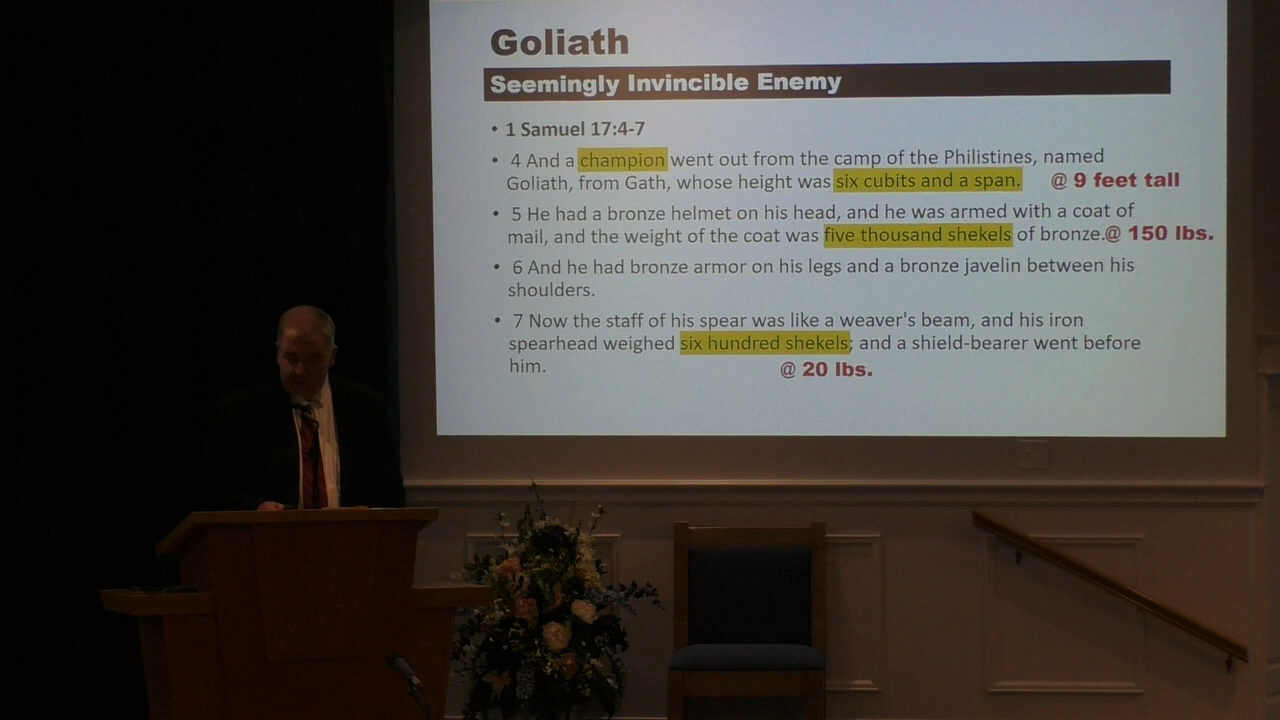 Goliath
Seemingly Invincible Enemy
• 1 Samuel 17:4-7
• 4 And a champion went out from the camp of the Philistines, named
Goliath, from Gath, whose height was six cubits and a span. @ 9 feet tall
• 5 He had a bronze helmet on his head, and he was armed with a coat of
mail, and the weight of the coat was five thousand shekels of bronze.@ 150 lbs.
• 6 And he had bronze armor on his legs and a bronze javelin between his
shoulders.
• 7 Now the staff of his spear was like a weaver's beam, and his iron
spearhead weighed six hundred shekels; and a shield-bearer went before
him. @ 20 lbs.